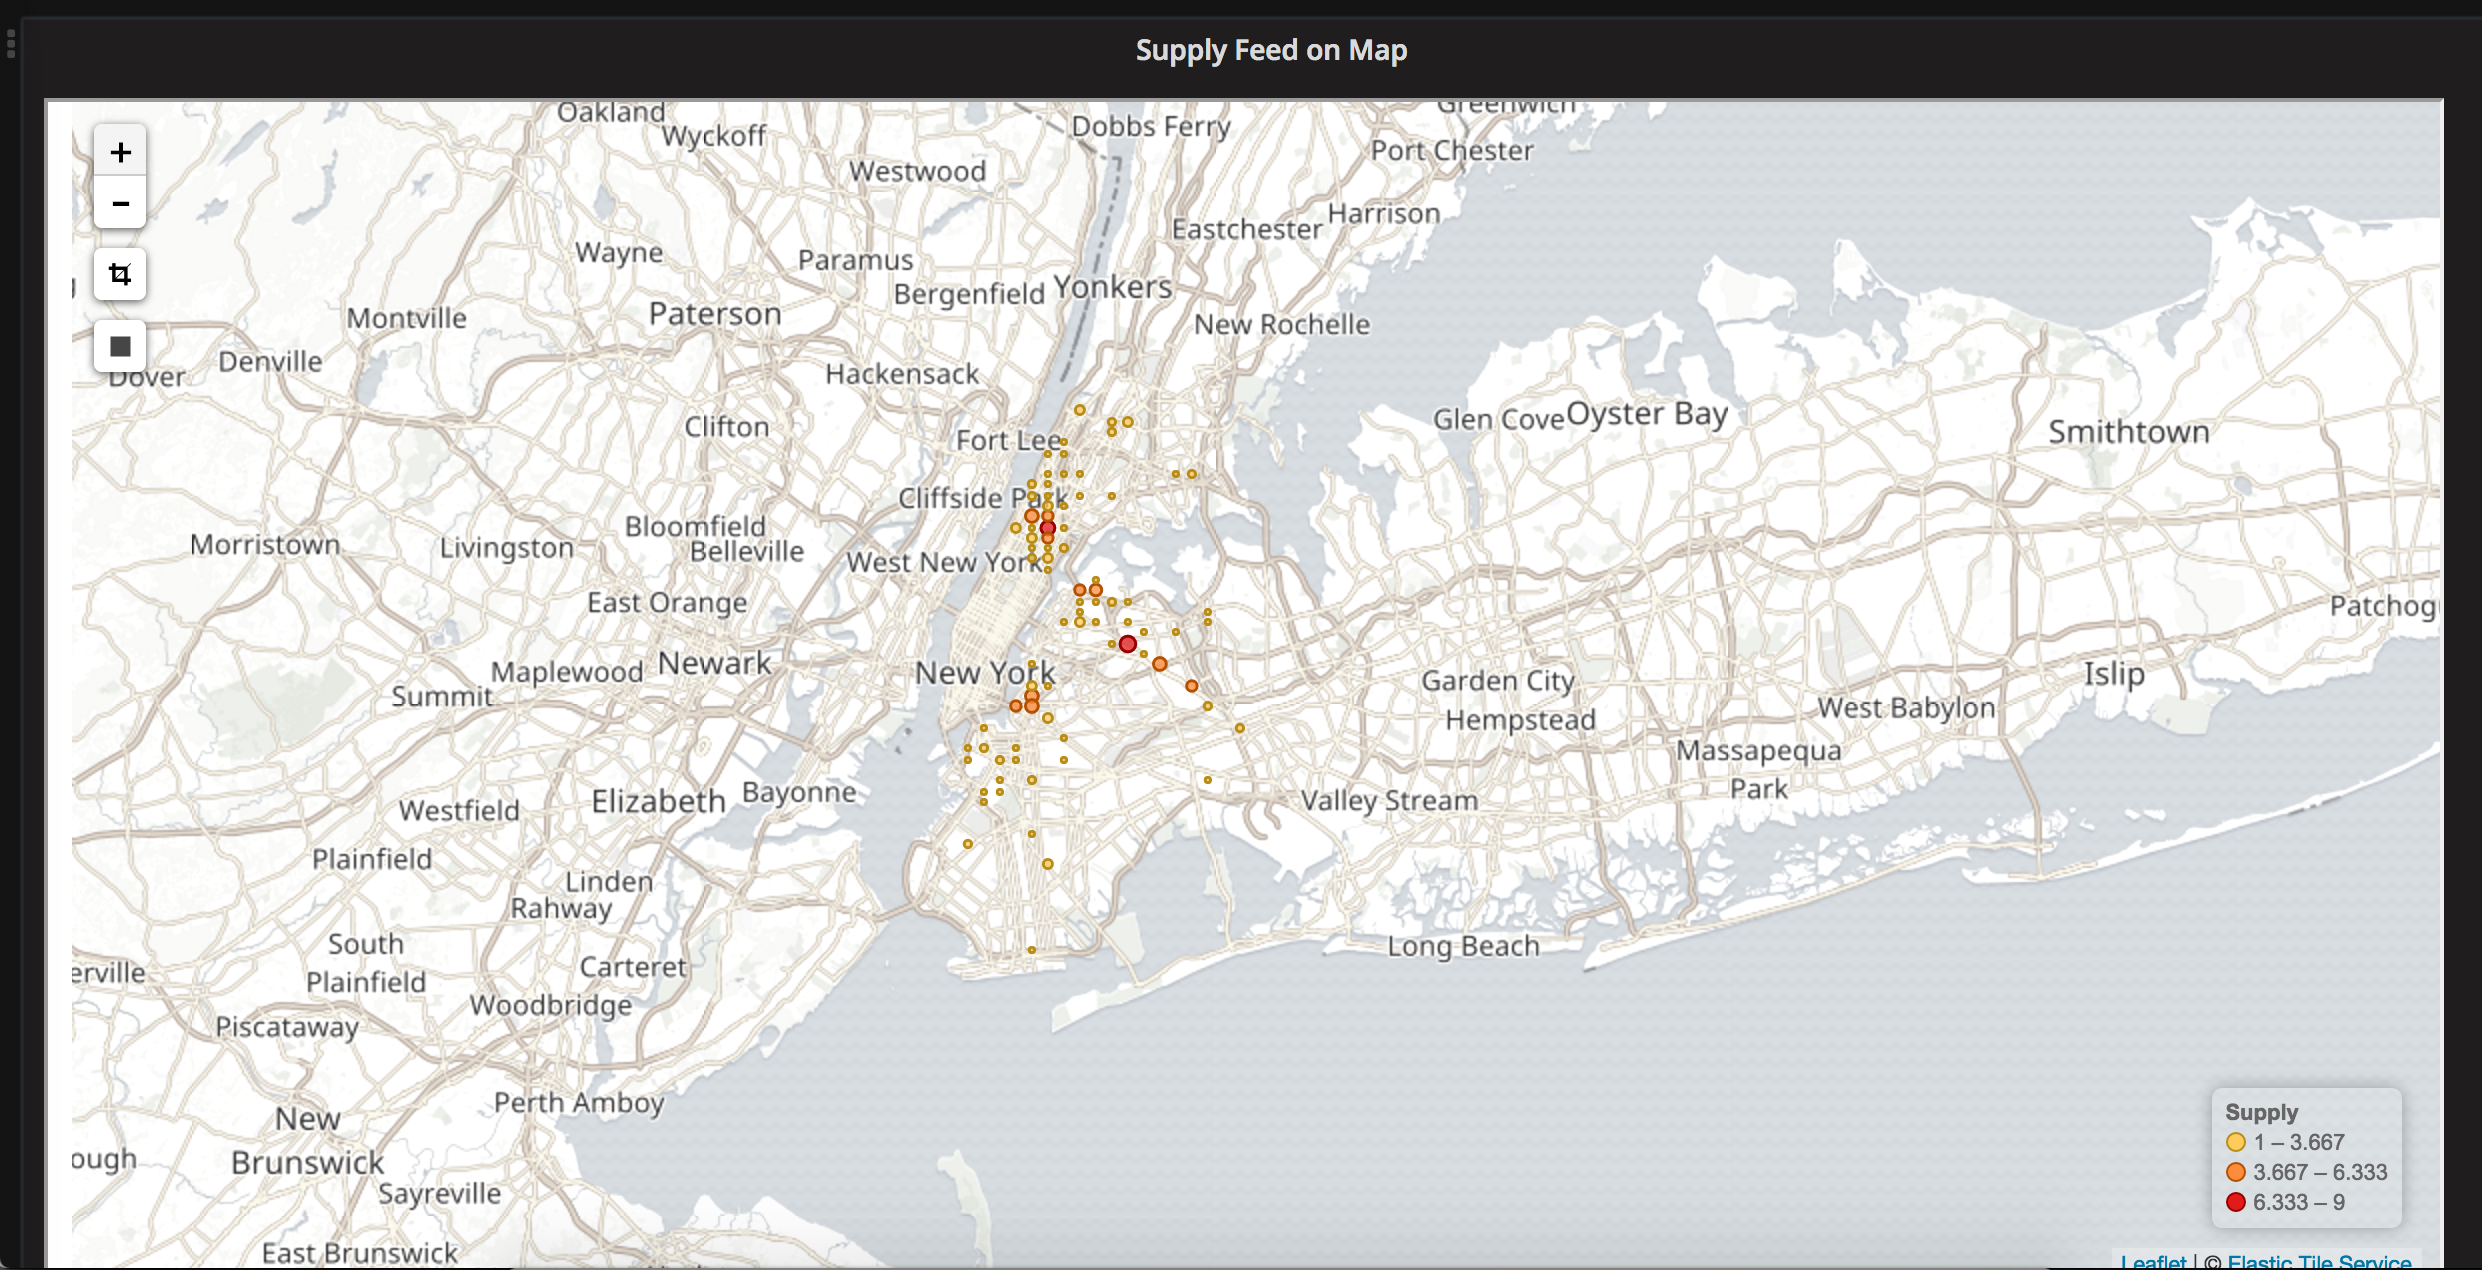 Supply Feed on Map
Oakland
Wyckoff
Dobbs Ferry
Greenwich
Port Chester
Westwood
Harrison
Eastchester
Wayne
Paramus
Bergenfield
Yonkers
Montville
Paterson
New Rochelle
Denville
Dover
Hackensack
Clifton
Fort Lee
Glen Cove
Oyster Bay
Smithtown
Cliffside Park
Morristown
Livingston
Bloomfield
Belleville
West New York
East Orange
Patchog
Maplewood
Newark
New York
Summit
Garden City
Hempstead
West Babylon
Islip
Massapequa
Park
Westfield
Elizabeth
Bayonne
Valley Stream
Plainfield
Linden
Rahway
South
Plainfield
erville
Carteret
Long Beach
Woodbridge
Piscataway
Perth Amboy
New
Brunswick
ough
Sayreville
East Brunswick
+
−
Supply
1 – 3.667
3.667 – 6.333
6.333 – 9
Leaflet | © Elastic Tile Service